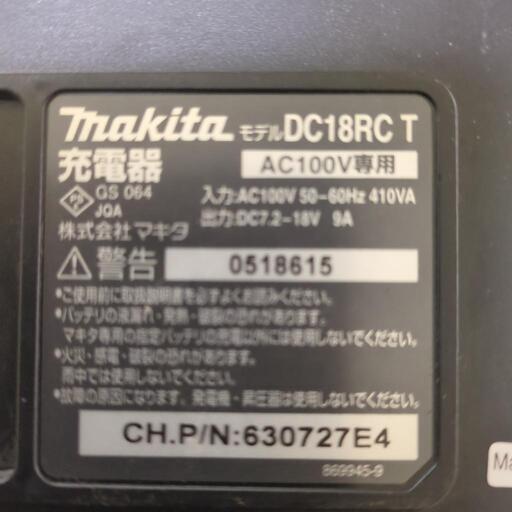 makita モデル DC18RC T
充電器 AC100V専用
PS E GS 064 JQA
入力:AC100V 50-60Hz 410VA
出力:DC7.2-18V 9A
株式会社マキタ
警告 0518615
•ご使用前に取扱説明書を必ずよくお読みください。
•バッテリの液漏れ・発熱・破裂の恐れがあります。
マキタ専用の指定バッテリの充電以外には使用しないでください。
•火災・感電・破裂の恐れがあります。
雨中では使用しないでください。
•故障の原因になります。発電機・昇圧器は使用しないでください。
CH.P/N:630727E4
869945-9
Ma